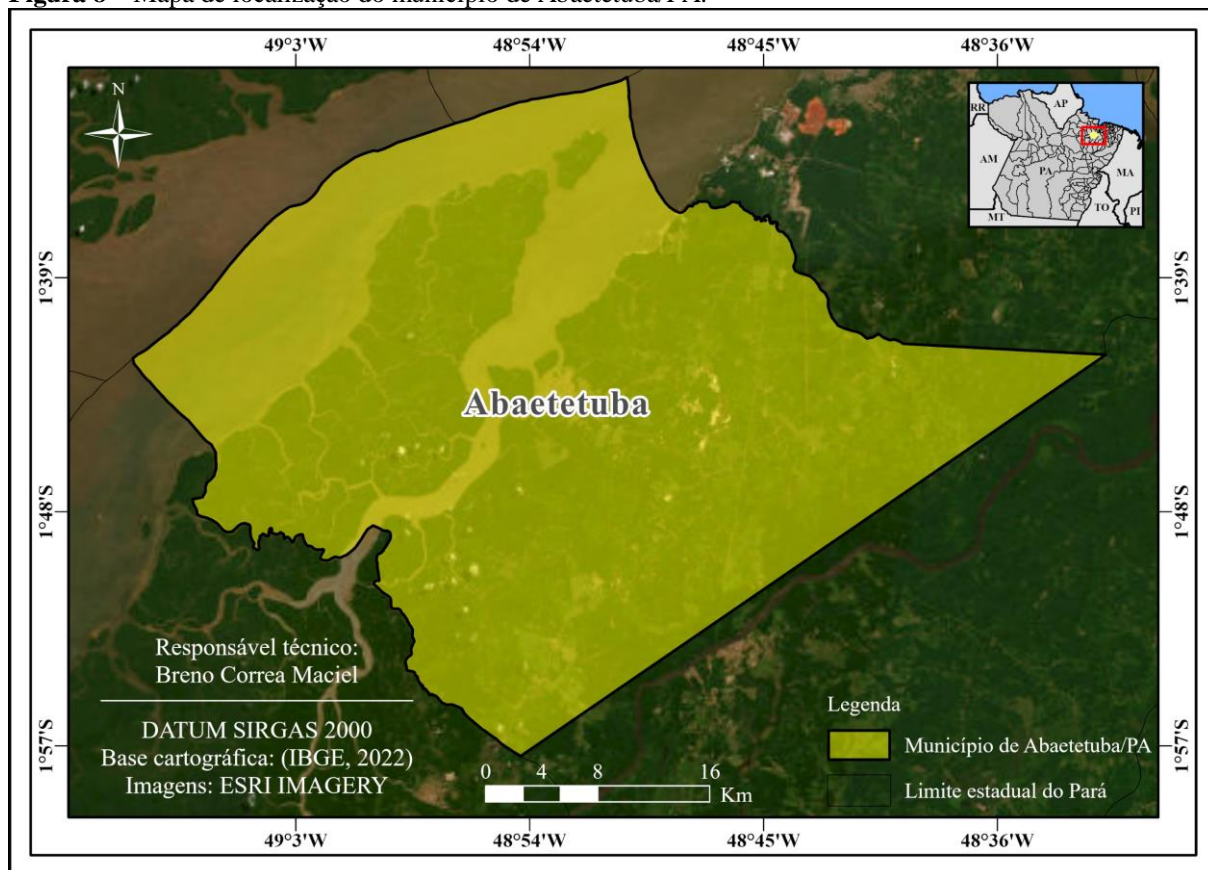 Figura 8 – Mapa de localização do município de Abaetetuba/PA.
49°3'W 48°54'W 48°45'W 48°36'W
N
RR
AP
AM
PA
MA
TO
PI
MT
1°39'S 1°39'S
Abaetetuba
1°48'S 1°48'S
Responsável técnico:
Breno Correa Maciel
DATUM SIRGAS 2000
Base cartográfica: (IBGE, 2022)
Imagens: ESRI IMAGERY
0 4 8 16
Km
Legenda
Município de Abaetetuba/PA
Limite estadual do Pará
1°57'S 1°57'S
49°3'W 48°54'W 48°45'W 48°36'W